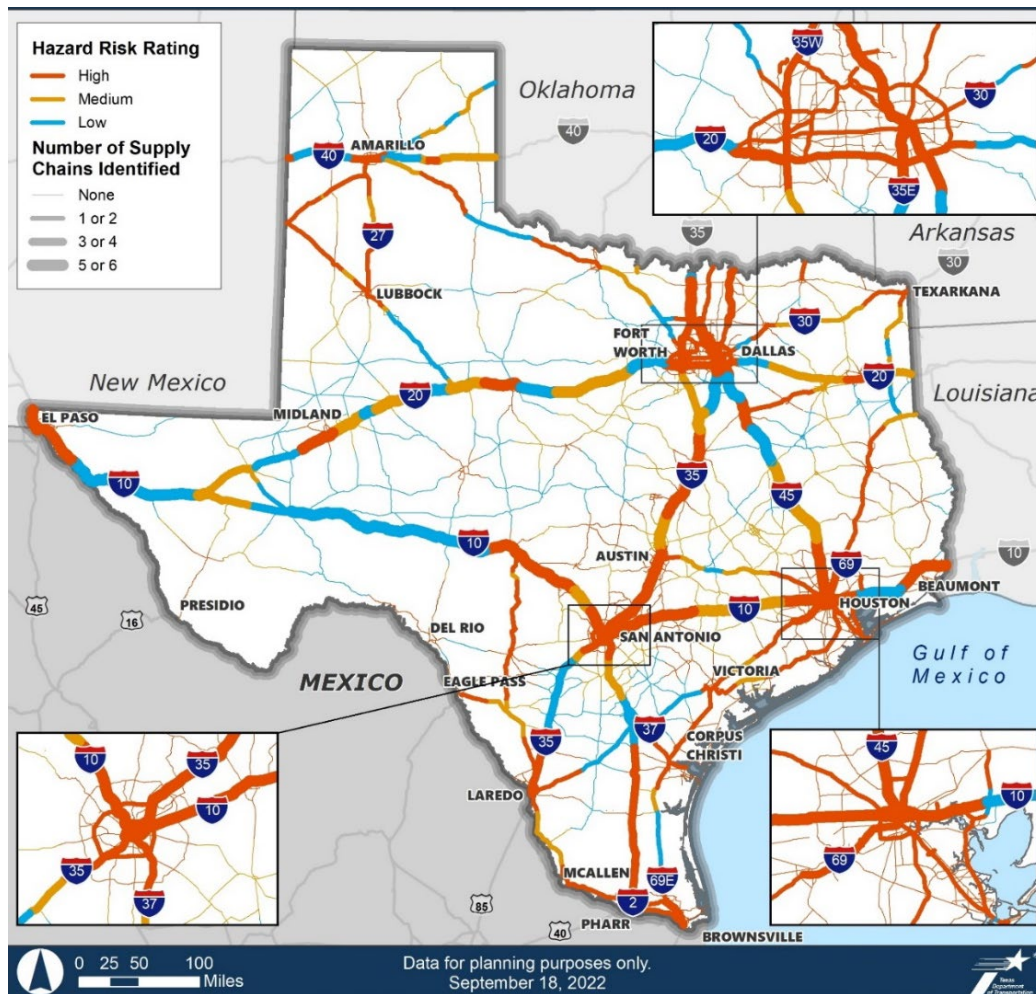 Hazard Risk Rating
High
Medium
Low
Number of Supply
Chains Identified
None
1 or 2
3 or 4
5 or 6
35W
30
20
35E
Oklahoma
40
AMARILLO
40
27
35
Arkansas
30
TEXARKANA
LUBBOCK
30
FORT
WORTH
DALLAS
New Mexico
20
20
Louisiana
EL PASO
MIDLAND
10
35
45
10
AUSTIN
69
10
BEAUMONT
HOUSTON
10
45
16
PRESIDIO
DEL RIO
SAN ANTONIO
Gulf of
Mexico
MEXICO
EAGLE PASS
VICTORIA
37
35
CORPUS
CHRISTI
LAREDO
10
35
10
35
37
45
10
69
MCALLEN
69E
2
85
40
PHARR
BROWNSVILLE
0 25 50 100
Miles
Data for planning purposes only.
September 18, 2022
Texas
Department
of Transportation